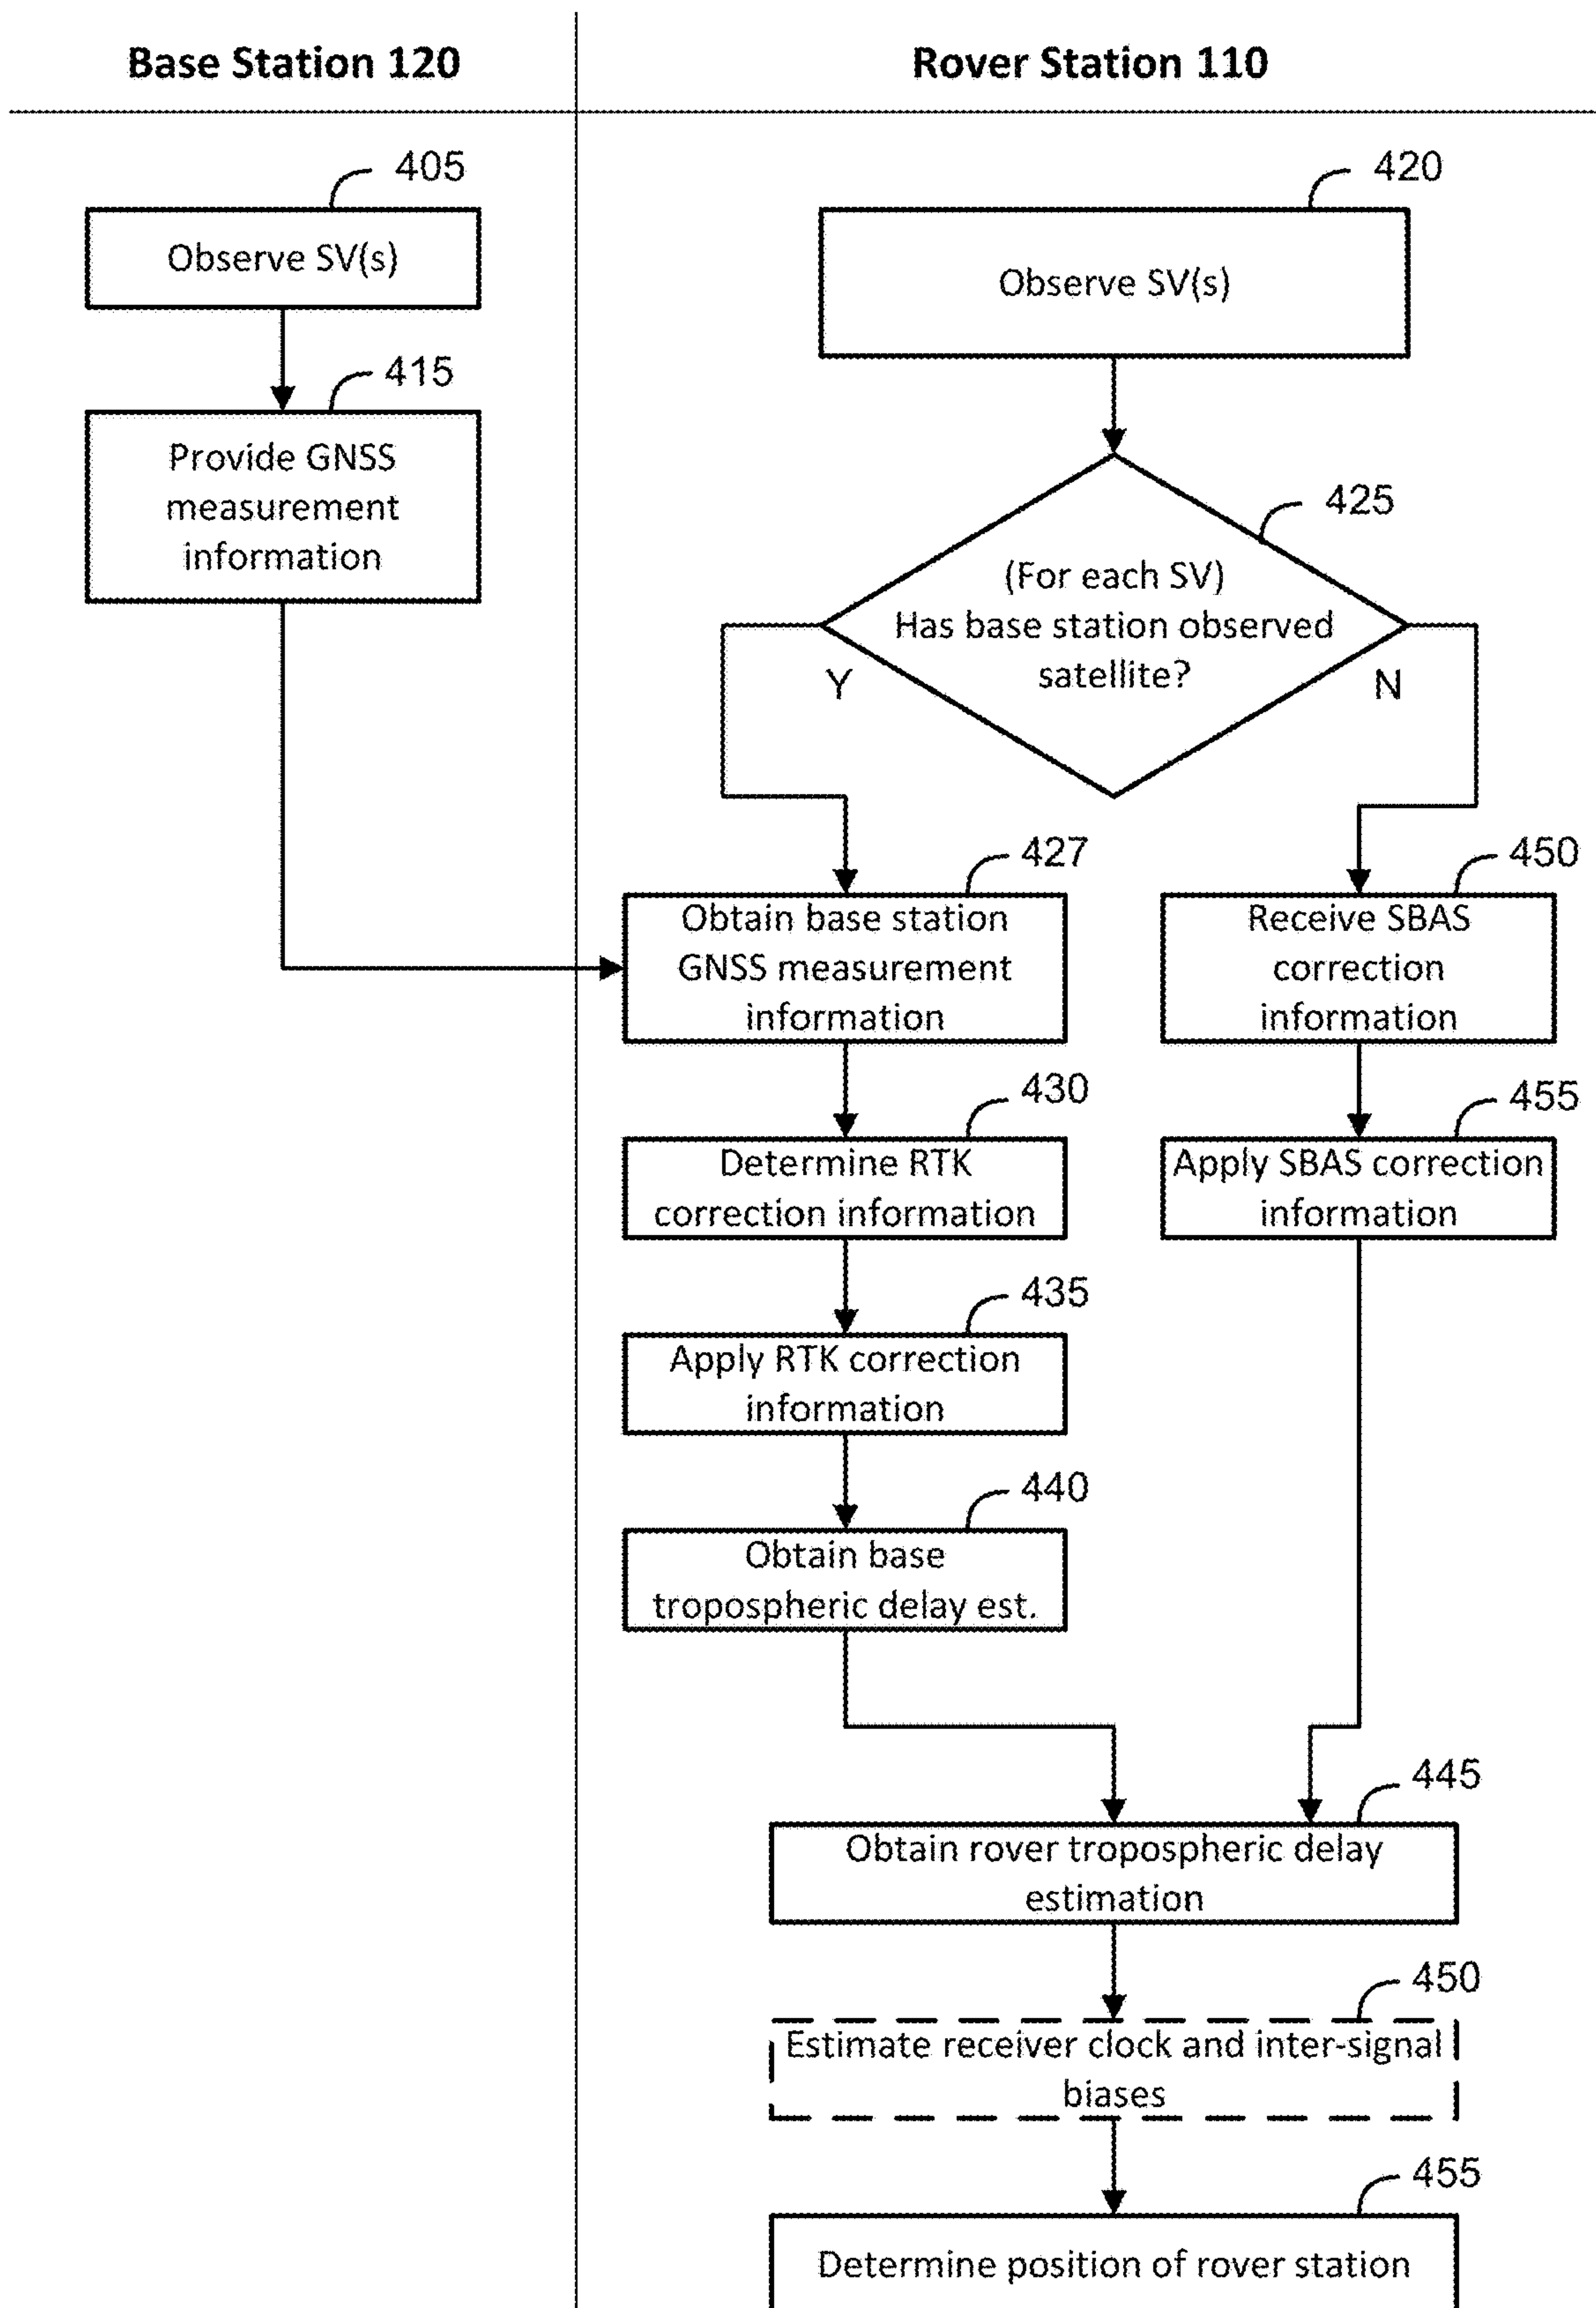 Base Station 120
Rover Station 110
405
Observe SV(s)
415
Provide GNSS
measurement
information
420
Observe SV(s)
425
(For each SV)
Has base station observed
satellite?
Y
N
427
Obtain base station
GNSS measurement
information
450
Receive SBAS
correction
information
430
Determine RTK
correction information
455
Apply SBAS correction
information
435
Apply RTK correction
information
440
Obtain base
tropospheric delay est.
445
Obtain rover tropospheric delay
estimation
450
Estimate receiver clock and inter-signal
biases
455
Determine position of rover station